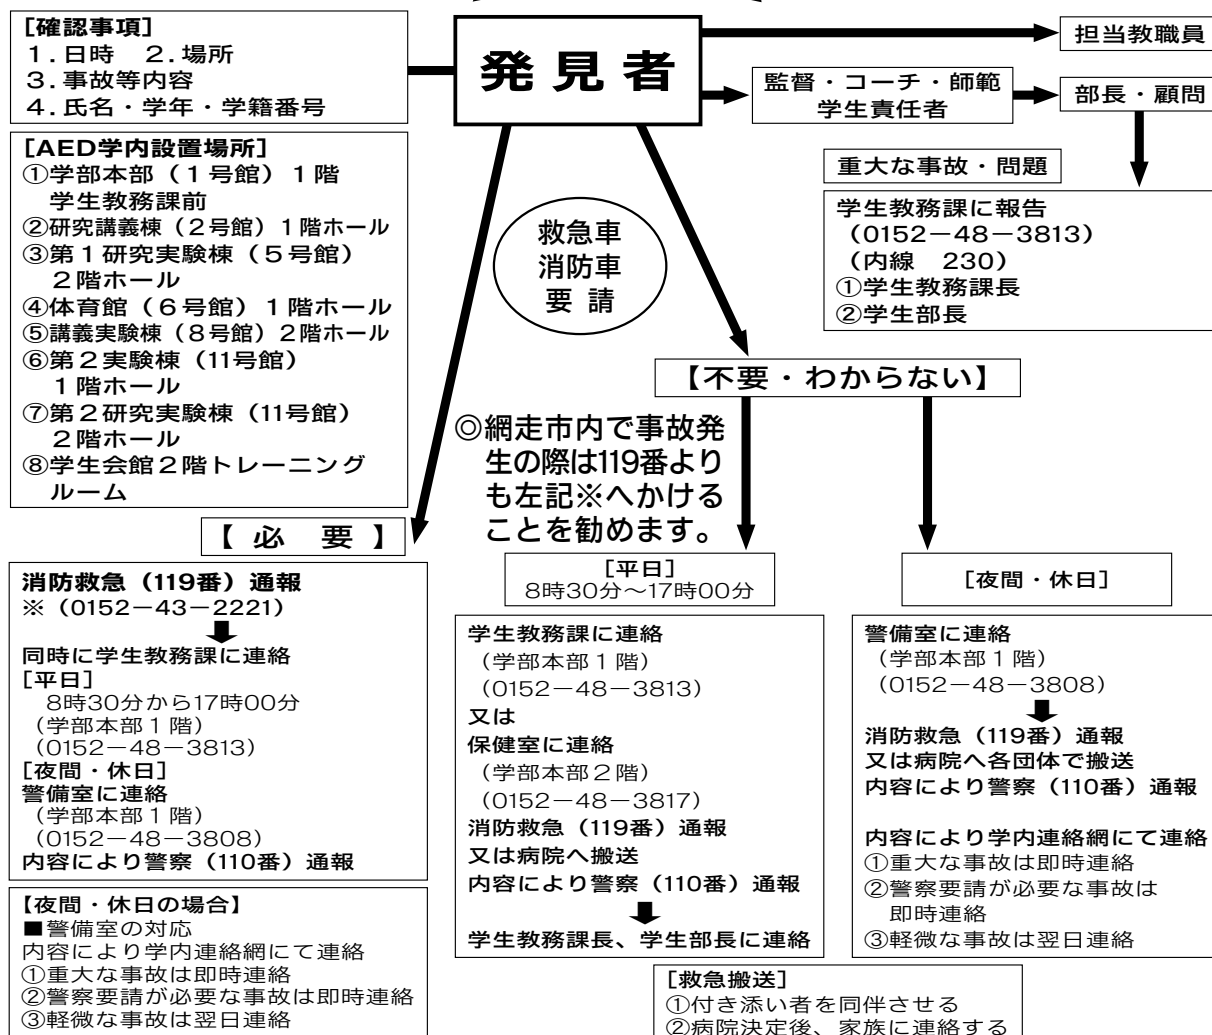 [確認事項]
1.日時　2.場所
3.事故等内容
4.氏名・学年・学籍番号
発見者
担当教職員
監督・コーチ・師範
学生責任者
部長・顧問
[AED学内設置場所]
①学部本部（１号館）１階
学生教務課前
②研究講義棟（２号館）１階ホール
③第１研究実験棟（５号館）
２階ホール
④体育館（６号館）１階ホール
⑤講義実験棟（８号館）２階ホール
⑥第２実験棟（11号館）
１階ホール
⑦第２研究実験棟（11号館）
２階ホール
⑧学生会館２階トレーニング
ルーム
救急車
消防車
要請
重大な事故・問題
学生教務課に報告
（0152－48－3813）
（内線　230）
①学生教務課長
②学生部長
【不要・わからない】
◎網走市内で事故発
生の際は119番より
も左記※へかける
ことを勧めます。
【必　要】
消防救急（119番）通報
※（0152－43－2221）
同時に学生教務課に連絡
[平日]
8時30分から17時00分
（学部本部１階）
（0152－48－3813）
[夜間・休日]
警備室に連絡
（学部本部１階）
（0152－48－3808）
内容により警察（110番）通報
【夜間・休日の場合】
■警備室の対応
内容により学内連絡網にて連絡
①重大な事故は即時連絡
②警察要請が必要な事故は即時連絡
③軽微な事故は翌日連絡
[平日]
8時30分～17時00分
学生教務課に連絡
（学部本部１階）
（0152－48－3813）
又は
保健室に連絡
（学部本部２階）
（0152－48－3817）
消防救急（119番）通報
又は病院へ搬送
内容により警察（110番）通報
学生教務課長、学生部長に連絡
[夜間・休日]
警備室に連絡
（学部本部１階）
（0152－48－3808）
消防救急（119番）通報
又は病院へ各団体で搬送
内容により警察（110番）通報
内容により学内連絡網にて連絡
①重大な事故は即時連絡
②警察要請が必要な事故は
即時連絡
③軽微な事故は翌日連絡
[救急搬送]
①付き添い者を同伴させる
②病院決定後、家族に連絡する